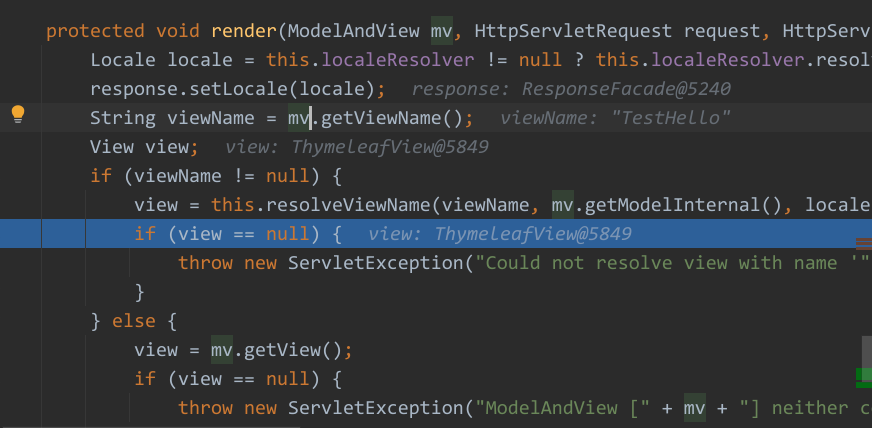 protected void render(ModelAndView mv, HttpServletRequest request, HttpServ
Locale locale = this.localeResolver != null ? this.localeResolver.resol
response.setLocale(locale); response: ResponseFacade@5240
String viewName = mv.getViewName(); viewName: "TestHello"
View view; view: ThymeleafView@5849
if (viewName != null) {
view = this.resolveViewName(viewName, mv.getModelInternal(), locale
if (view == null) { view: ThymeleafView@5849
throw new ServletException("Could not resolve view with name '"
}
} else {
view = mv.getView();
if (view == null) {
throw new ServletException("ModelAndView [" + mv + "] neither c